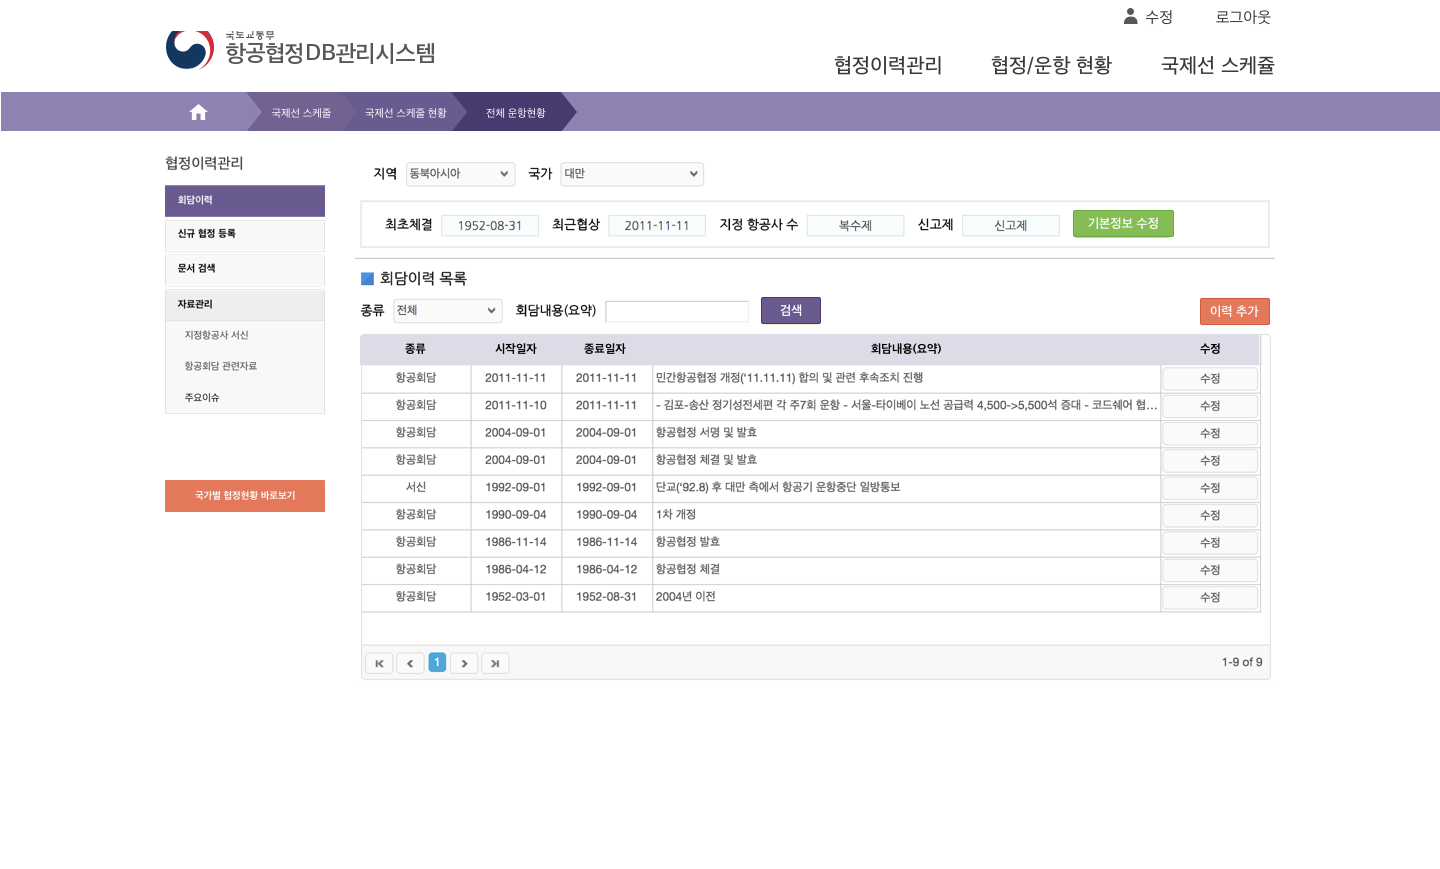 수정 로그아웃
국토교통부
항공협정DB관리시스템
협정이력관리 협정/운항 현황 국제선 스케줄
국제선 스케줄 국제선 스케줄 현황 전체 운항현황
협정이력관리
회담이력
신규 협정 등록
문서 검색
자료관리
지정항공사 서신
항공회담 관련자료
주요이슈
국가별 협정현황 바로보기
지역 동북아시아 국가 대만
최초체결 1952-08-31 최근협상 2011-11-11 지정 항공사 수 복수제 신고제 신고제 기본정보 수정
회담이력 목록
종류 전체 회담내용(요약) 검색 이력 추가
종류 시작일자 종료일자 회담내용(요약) 수정
항공회담 2011-11-11 2011-11-11 민간항공협정 개정('11.11.11) 합의 및 관련 후속조치 진행 수정
항공회담 2011-11-10 2011-11-11 - 김포-송산 정기성전세편 각 주7회 운항 - 서울-타이베이 노선 공급력 4,500->5,500석 증대 - 코드쉐어 협... 수정
항공회담 2004-09-01 2004-09-01 항공협정 서명 및 발효 수정
항공회담 2004-09-01 2004-09-01 항공협정 체결 및 발효 수정
서신 1992-09-01 1992-09-01 단교('92.8) 후 대만 측에서 항공기 운항중단 일방통보 수정
항공회담 1990-09-04 1990-09-04 1차 개정 수정
항공회담 1986-11-14 1986-11-14 항공협정 발효 수정
항공회담 1986-04-12 1986-04-12 항공협정 체결 수정
항공회담 1952-03-01 1952-08-31 2004년 이전 수정
1 1-9 of 9